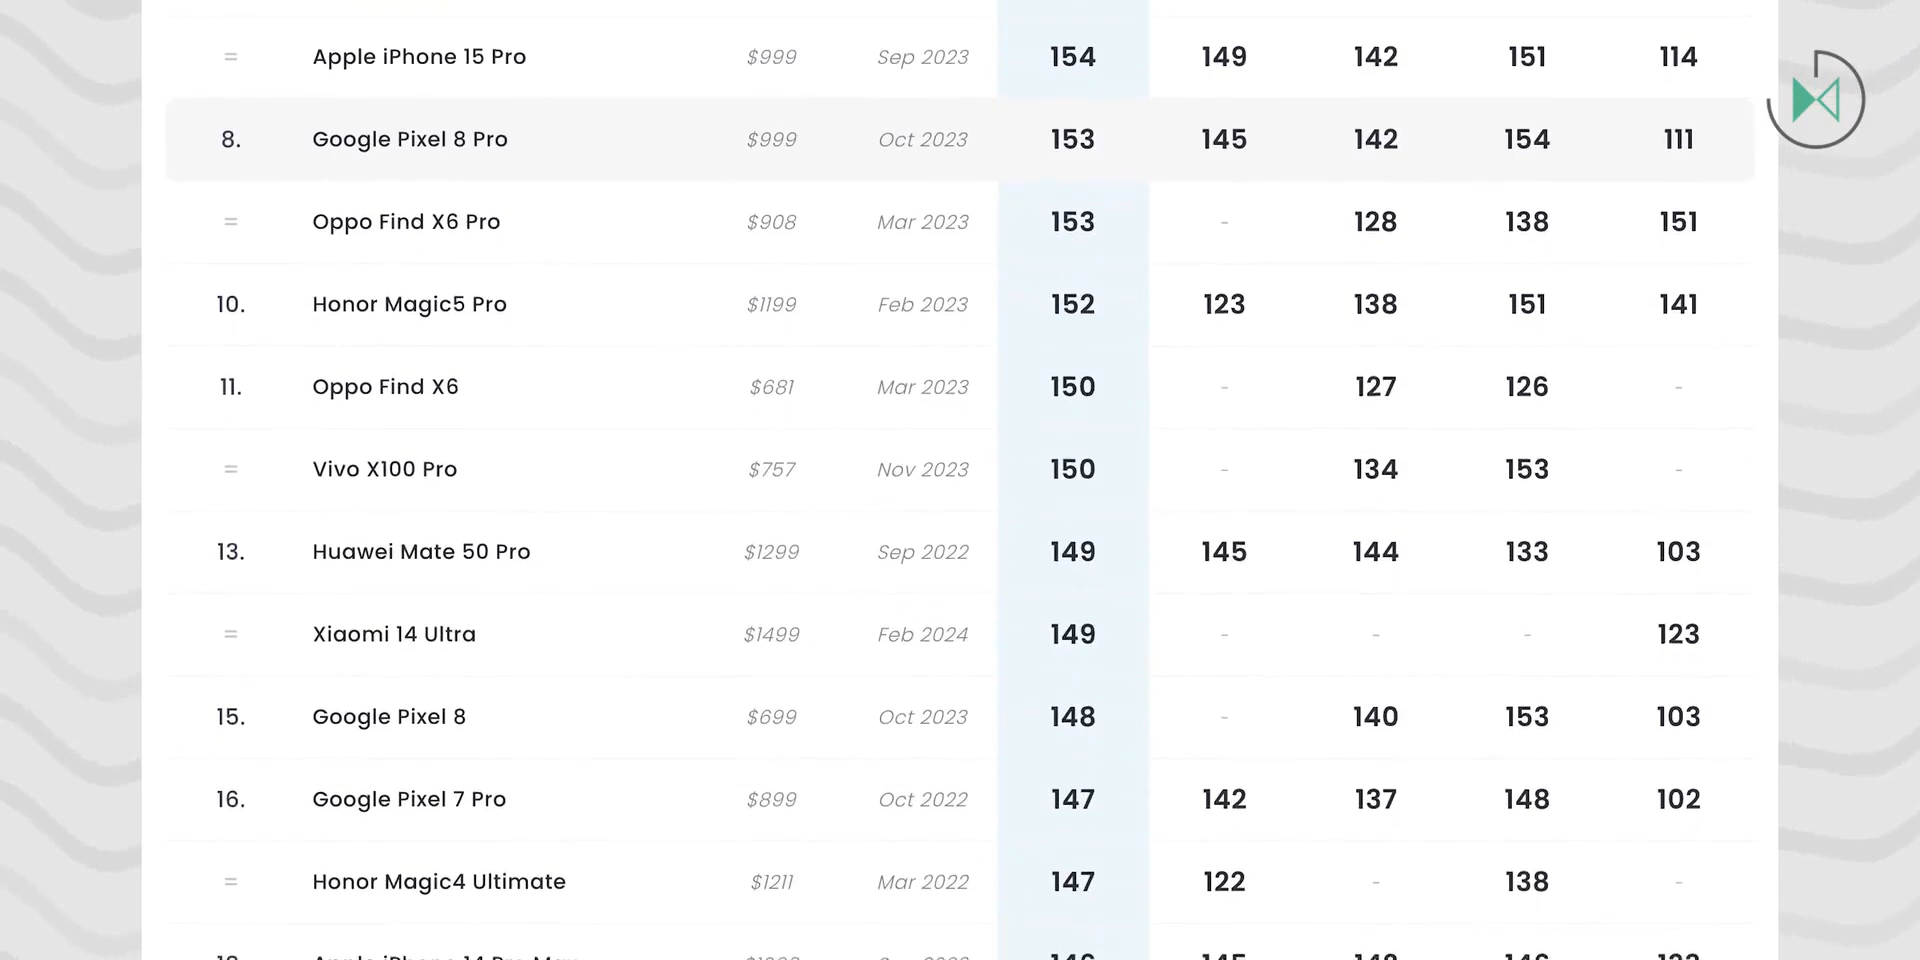 = Apple iPhone 15 Pro $999 Sep 2023 154 149 142 151 114
8. Google Pixel 8 Pro $999 Oct 2023 153 145 142 154 111
= Oppo Find X6 Pro $908 Mar 2023 153 - 128 138 151
10. Honor Magic5 Pro $1199 Feb 2023 152 123 138 151 141
11. Oppo Find X6 $681 Mar 2023 150 - 127 126 -
= Vivo X100 Pro $757 Nov 2023 150 - 134 153 -
13. Huawei Mate 50 Pro $1299 Sep 2022 149 145 144 133 103
= Xiaomi 14 Ultra $1499 Feb 2024 149 - - - 123
15. Google Pixel 8 $699 Oct 2023 148 - 140 153 103
16. Google Pixel 7 Pro $899 Oct 2022 147 142 137 148 102
= Honor Magic4 Ultimate $1211 Mar 2022 147 122 - 138 -